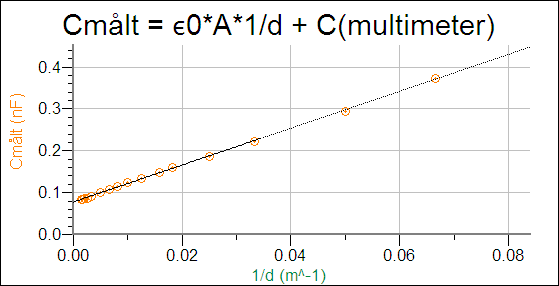 Cmålt = ϵ0*A*1/d + C(multimeter)
Cmålt (nF)
0.4
0.3
0.2
0.1
0.0
0.00 0.02 0.04 0.06 0.08
1/d (m^-1)